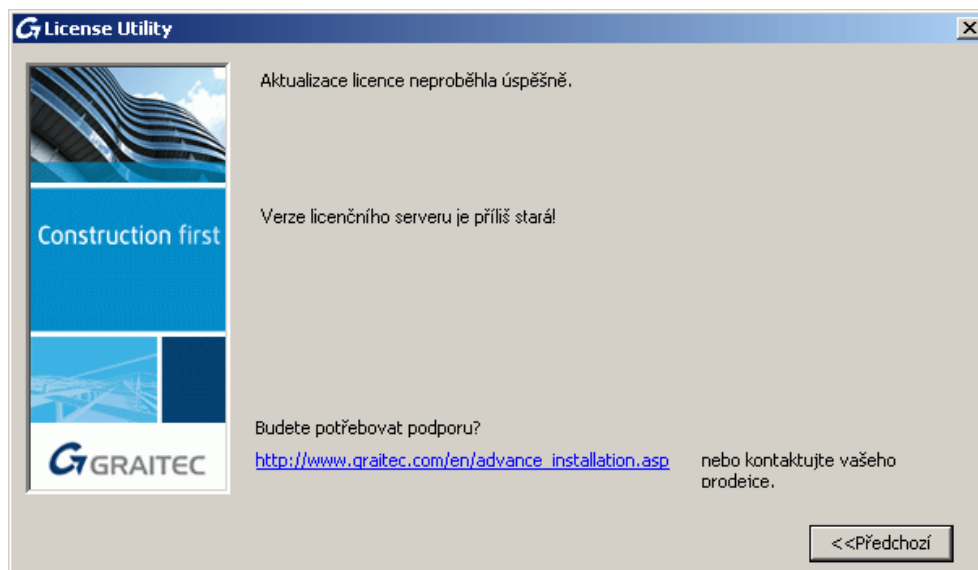 License Utility
Aktualizace licence neproběhla úspěšně.
Verze licenčního serveru je příliš stará!
Construction first
Budete potřebovat podporu?
GRAITEC
http://www.graitec.com/en/advance_installation.asp
nebo kontaktujte vašeho
prodejce.
<<Předchozí